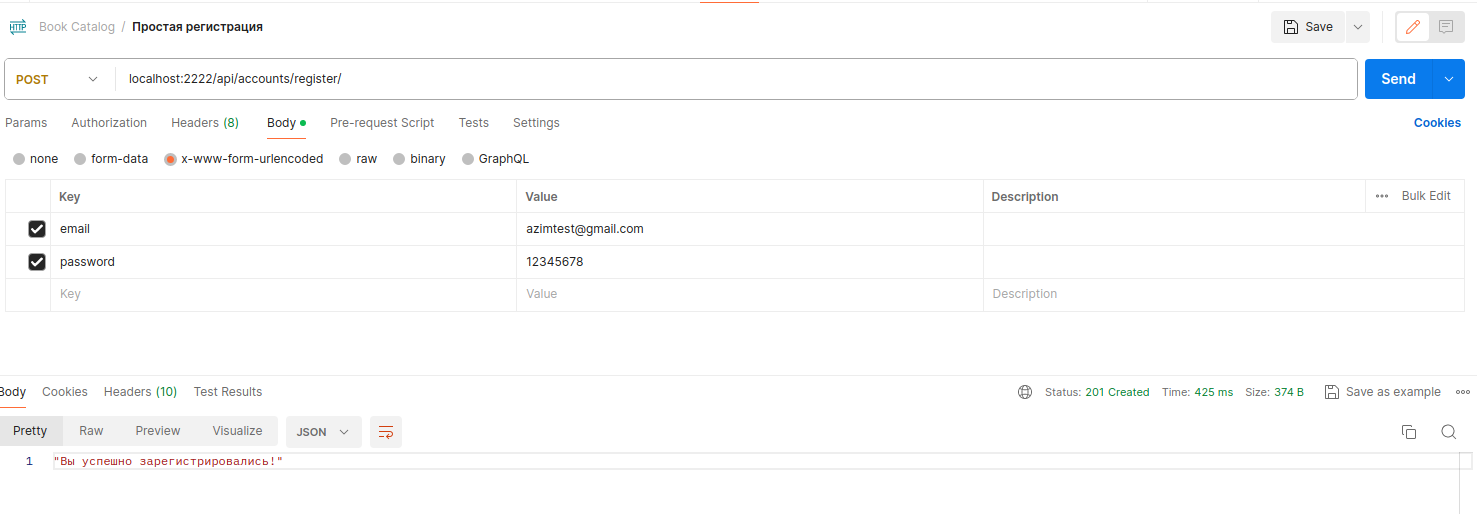 HTTP Book Catalog / Простая регистрация Save
POST localhost:2222/api/accounts/register/ Send
Params Authorization Headers (8) Body Pre-request Script Tests Settings Cookies
none form-data x-www-form-urlencoded raw binary GraphQL
Key Value Description Bulk Edit
email azimtest@gmail.com
password 12345678
Key Value Description
Body Cookies Headers (10) Test Results Status: 201 Created Time: 425 ms Size: 374 B Save as example
Pretty Raw Preview Visualize JSON
1 "Вы успешно зарегистрировались!"